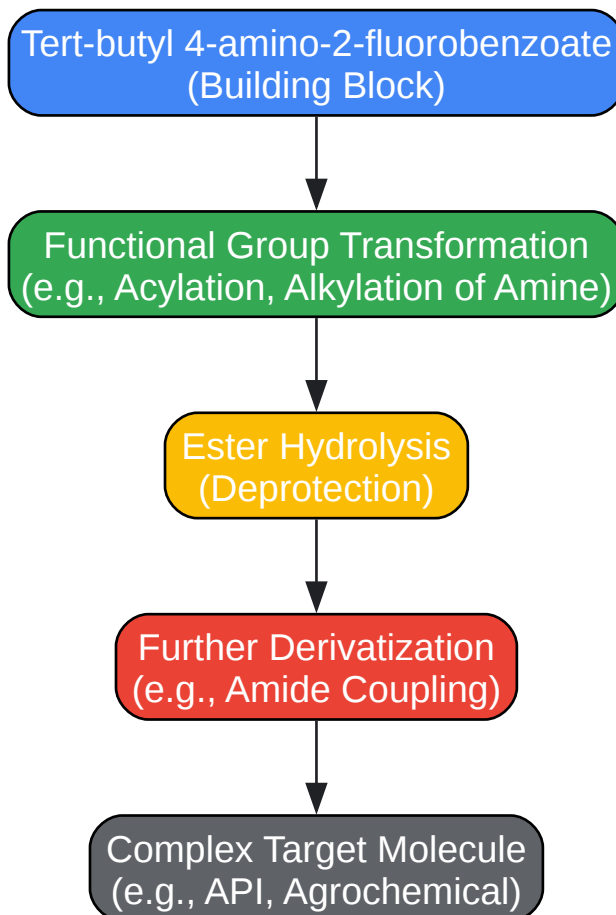 Tert-butyl 4-amino-2-fluorobenzoate
(Building Block)
Functional Group Transformation
(e.g., Acylation, Alkylation of Amine)
Ester Hydrolysis
(Deprotection)
Further Derivatization
(e.g., Amide Coupling)
Complex Target Molecule
(e.g., API, Agrochemical)